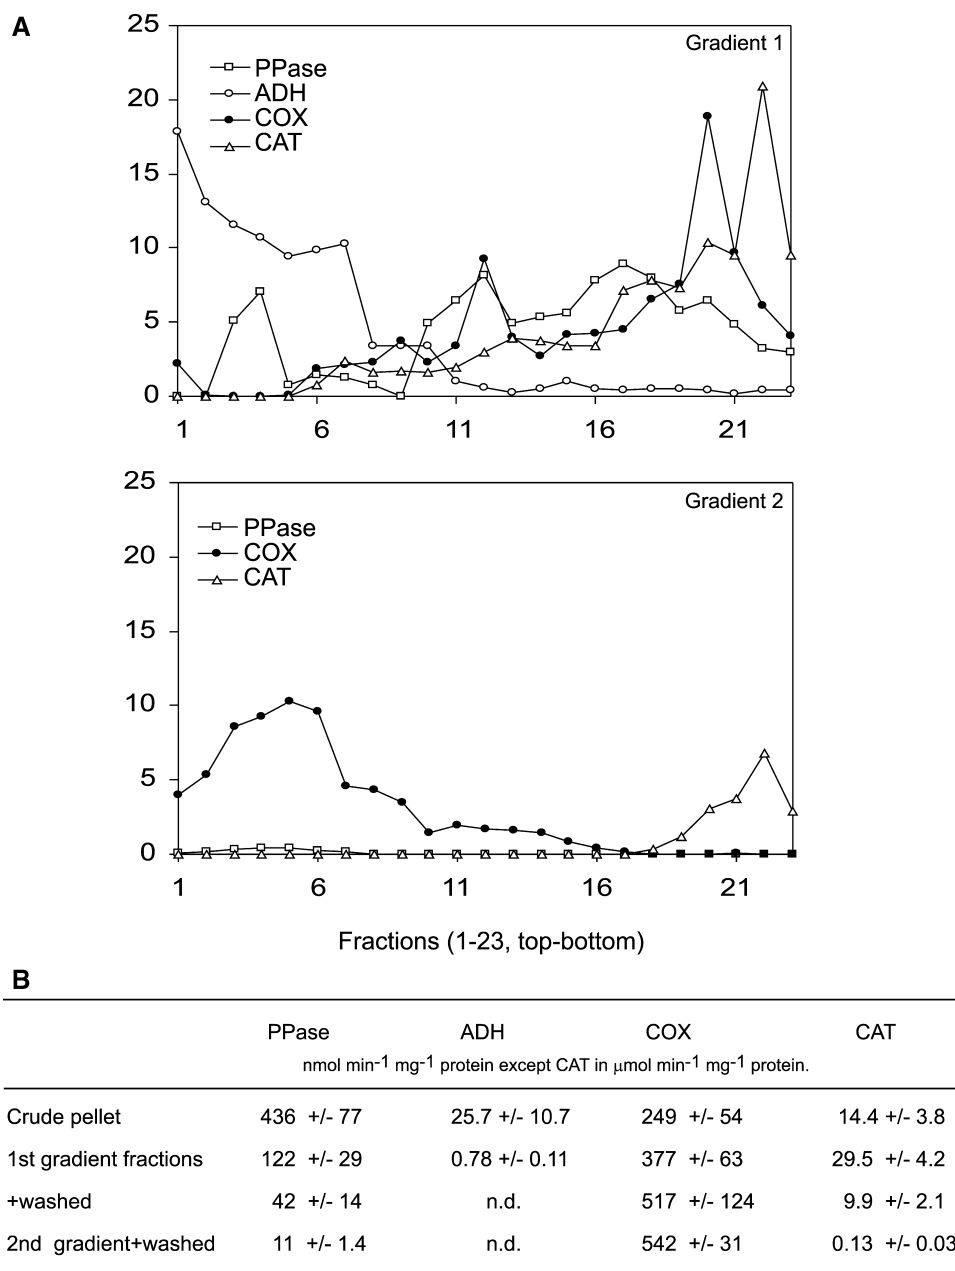 A
Gradient 1
25
20
15
10
5
0
PPase
ADH
COX
CAT
1 6 11 16 21
Gradient 2
25
20
15
10
5
0
PPase
COX
CAT
1 6 11 16 21
Fractions (1-23, top-bottom)
B
PPase ADH COX CAT
nmol min-1 mg-1 protein except CAT in μmol min-1 mg-1 protein.
Crude pellet 436 +/- 77 25.7 +/- 10.7 249 +/- 54 14.4 +/- 3.8
1st gradient fractions 122 +/- 29 0.78 +/- 0.11 377 +/- 63 29.5 +/- 4.2
+washed 42 +/- 14 n.d. 517 +/- 124 9.9 +/- 2.1
2nd gradient+washed 11 +/- 1.4 n.d. 542 +/- 31 0.13 +/- 0.03